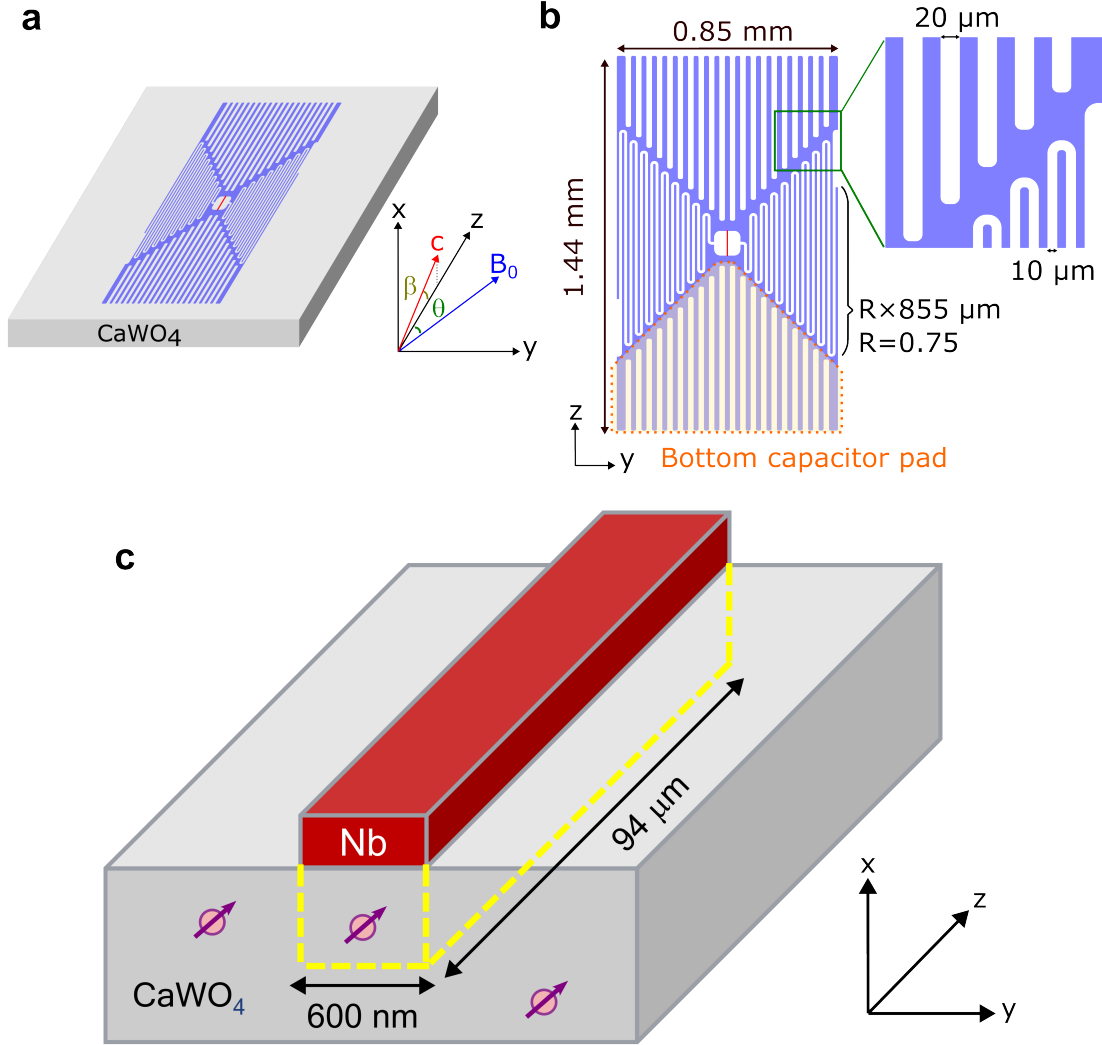 a
CaWO4
x
c
z
B0
β
θ
y
b
0.85 mm
1.44 mm
20 μm
10 μm
R×855 μm
R=0.75
z
y
Bottom capacitor pad
c
Nb
94 μm
CaWO4
600 nm
x
z
y